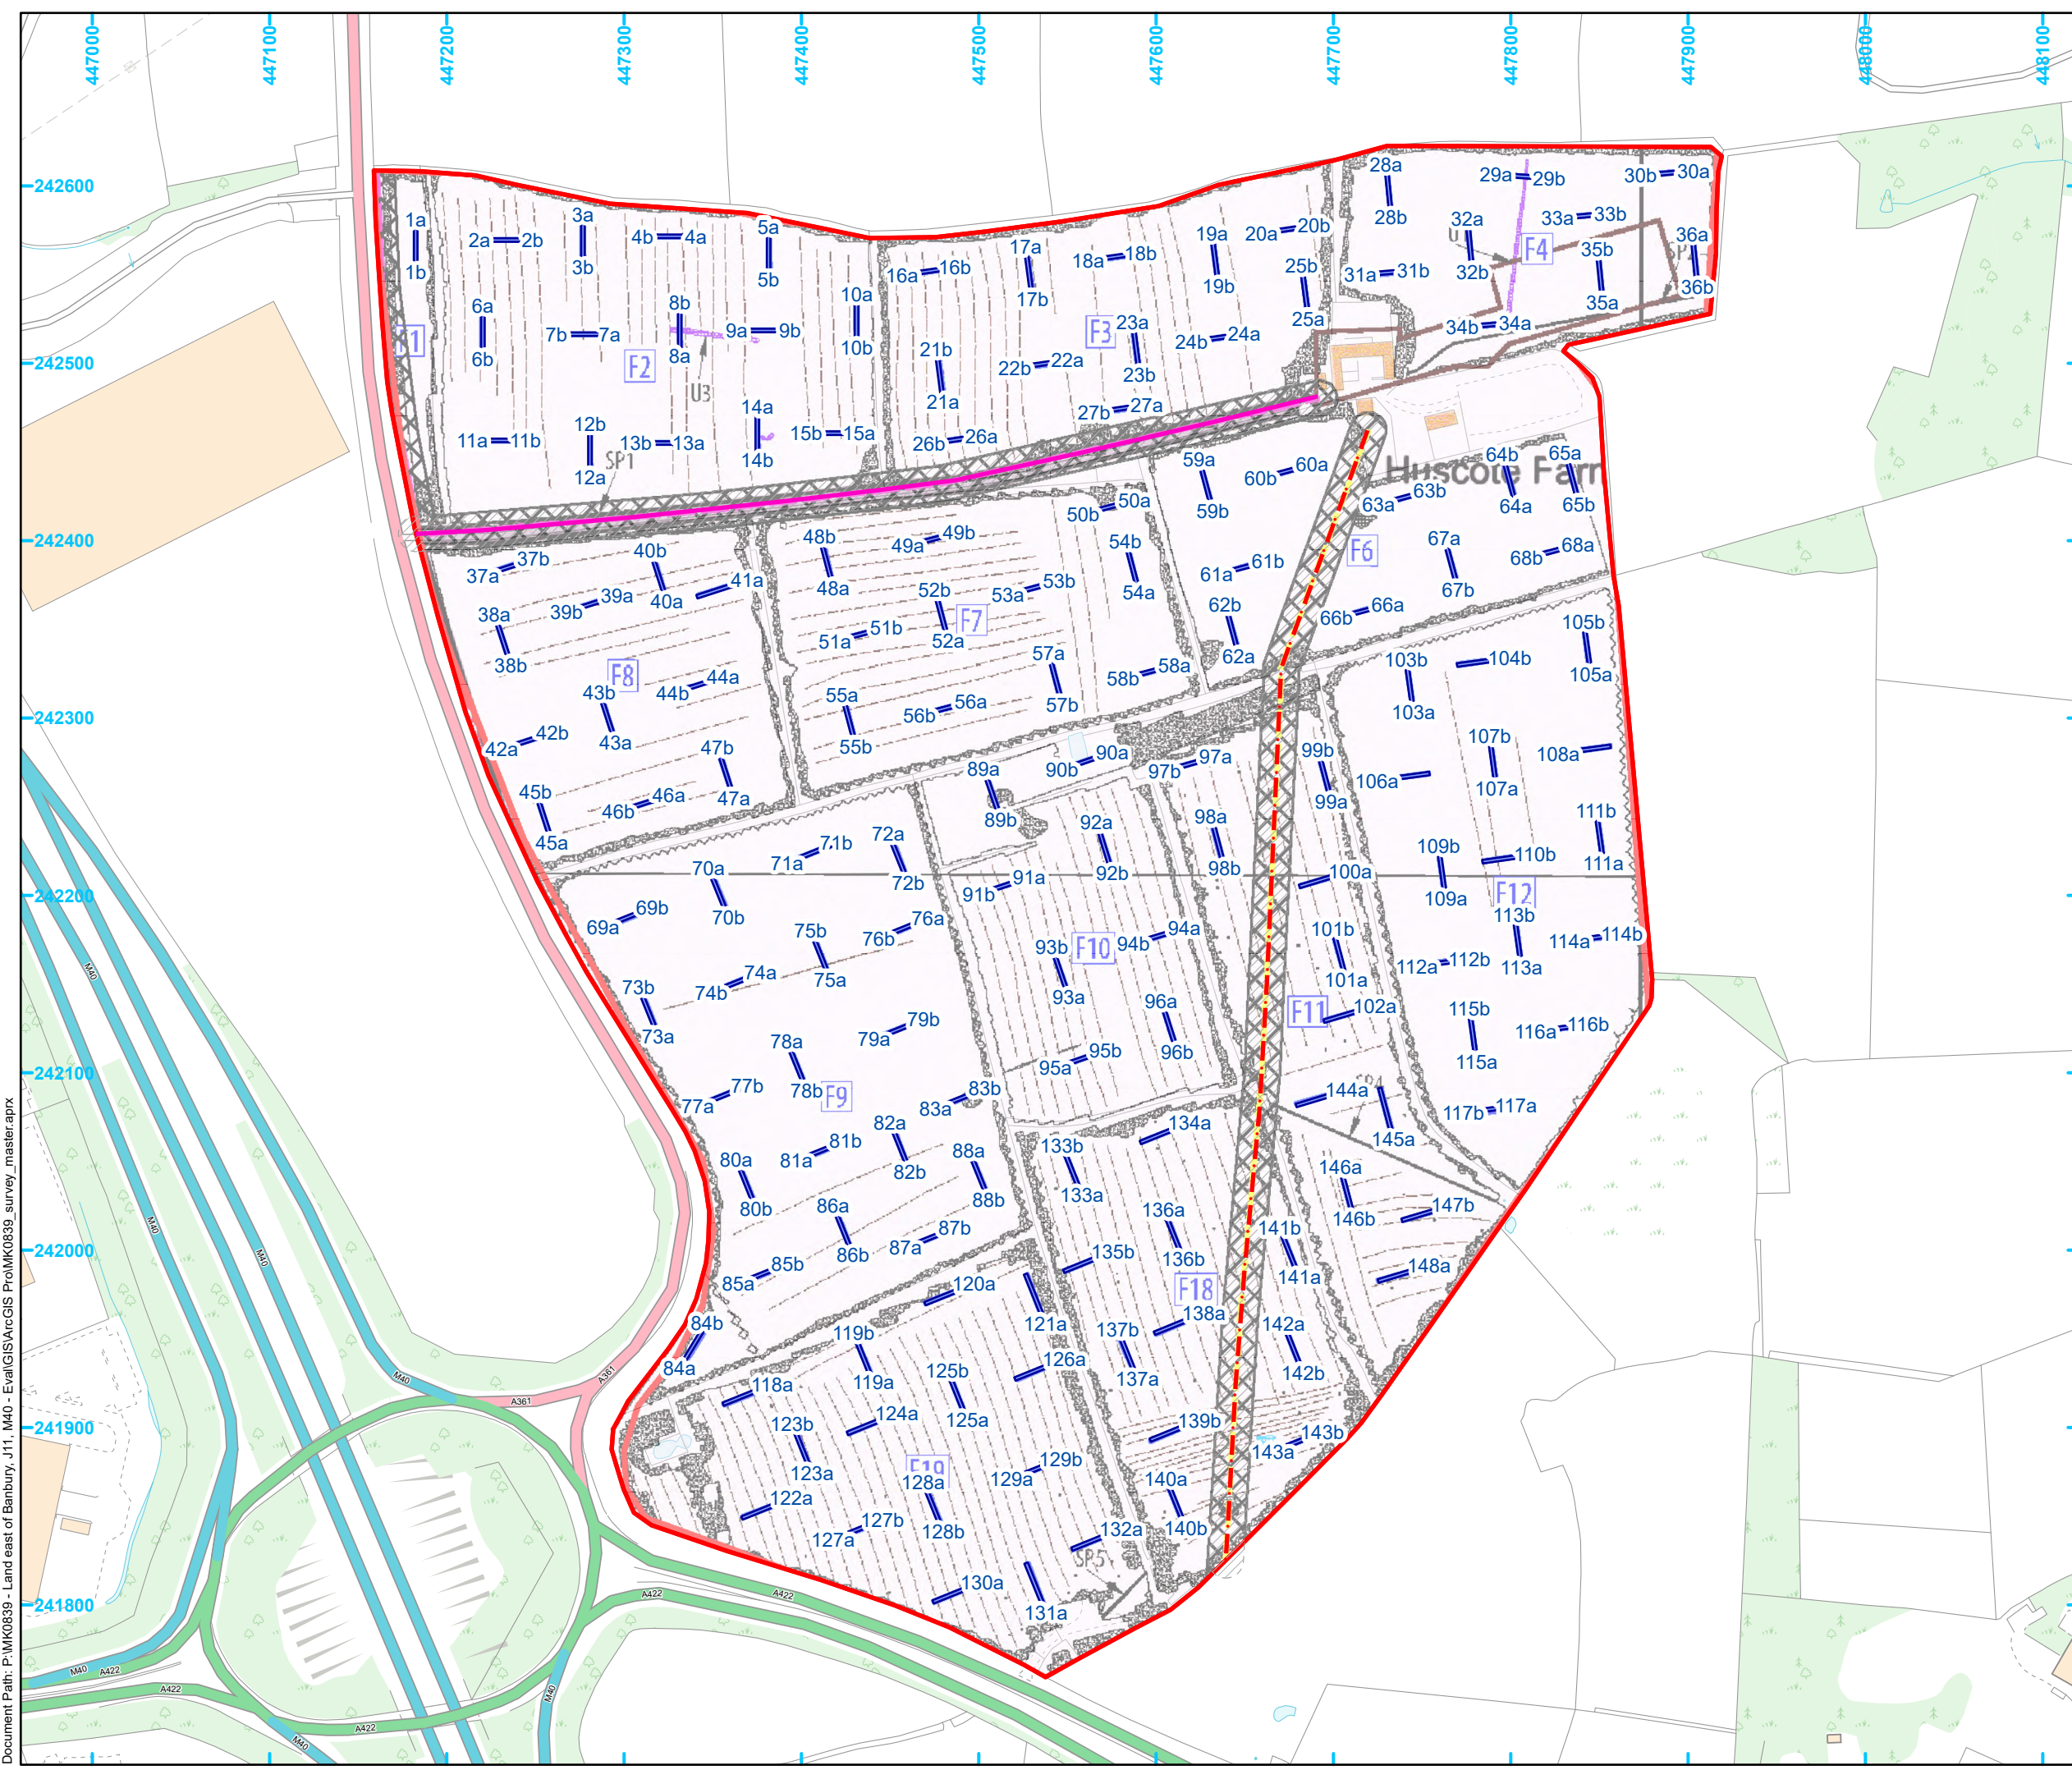 447000
447100
447200
447300
447400
447500
447600
447700
447800
447900
448000
448100
242600
242500
242400
242300
242200
242100
242000
241900
241800
28a
29a 29b
30b 30a
1a
3a
5a
2a 2b
4b 4a
17a
19a
20a 20b
28b
32a
33a 33b
36a
1b
3b
5b
16a 16b
18a 18b
25b
31a 31b
32b
F4
35b
17b
19b
36b
6a
8b
10a
25a
35a
F1
7b 7a
9a 9b
F3
23a
24b 24a
34b 34a
6b
8a
10b
21b
F2
22b 22a
23b
U3
14a
21a
27b 27a
11a 11b
12b
13b 13a
15b 15a
26b 26a
14b
SP1
12a
59a
60b 60a
64b
65a
Huscote Farm
50b 50a
59b
63a 63b
64a
65b
48b
49a 49b
54b
F6
67a
68b 68a
37a 37b
40b
41a
61a 61b
48a
52b
53a 53b
54a
67b
39b 39a
40a
62b
66b 66a
38a
51a 51b
F7
52a
105b
38b
57a
62a
103b
104b
F8
43b
44b 44a
58b 58a
105a
55a
56b 56a
57b
103a
42a 42b
43a
47b
55b
90b 90a
99b
107b
108a
89a
97b 97a
106a
45b
46b 46a
47a
89b
99a
107a
111b
45a
72a
92a
98a
71a 71b
109b
110b
111a
70a
72b
91b 91a
92b
98b
100a
109a
F12
69a 69b
70b
76b 76a
113b
75b
93b
F10
94b 94a
101b
114a 114b
73b
74b 74a
75a
93a
101a
112a 112b
113a
96a
F11
102a
115b
73a
79a 79b
116a 116b
78a
95a 95b
96b
115a
77a 77b
78b
F9
83a 83b
144a
117b 117a
82a
134a
145a
81a 81b
133b
80a
82b
88a
146a
133a
80b
86a
88b
136a
147b
87a 87b
146b
141b
86b
135b
136b
85a 85b
120a
F18
141a
148a
84b
119b
121a
137b
138a
142a
84a
126a
142b
118a
119a
125b
137a
123b
124a
125a
139b
143a 143b
123a
129a 129b
128a
140a
122a
127a 127b
128b
132a
140b
SP5
130a
131a
M40
M40
M40
M40
A361
A361
A422
A422
M40
A422
A422
A422
M40
M40
Document Path: P:\MK0839 - Land east of Banbury, J11, M40 - Eval\GIS\ArcGIS Pro\MK0839_survey_master.aprx